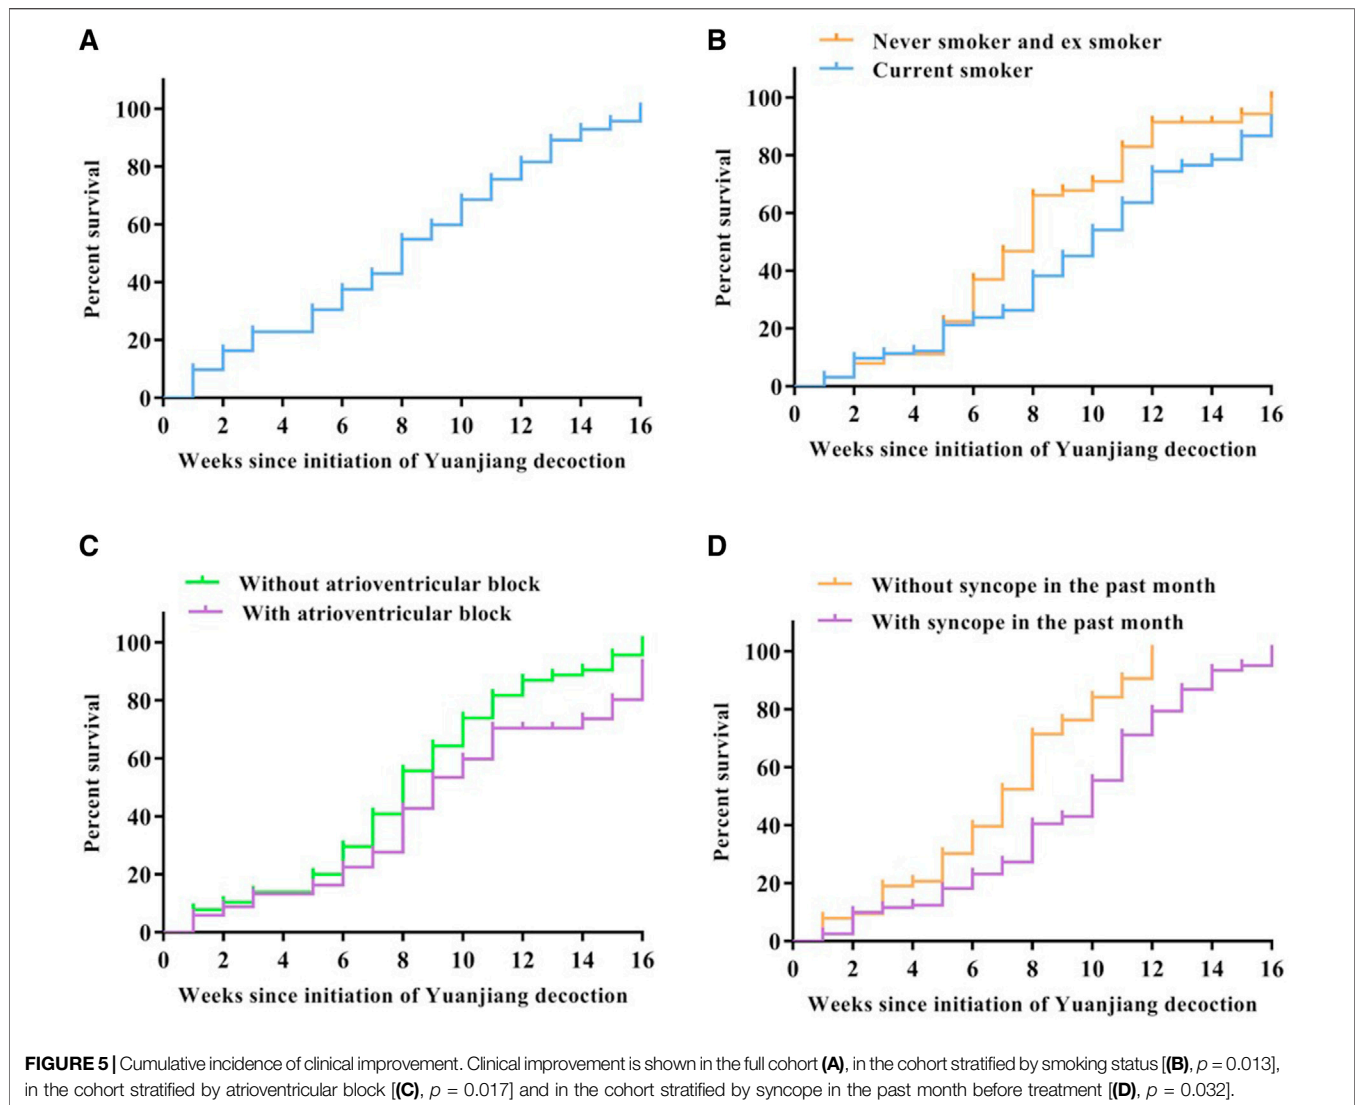 A
Percent survival
100
80
60
40
20
0
0 2 4 6 8 10 12 14 16
Weeks since initiation of Yuanjiang decoction
B
Never smoker and ex smoker
Current smoker
Percent survival
100
80
60
40
20
0
0 2 4 6 8 10 12 14 16
Weeks since initiation of Yuanjiang decoction
C
Without atrioventricular block
With atrioventricular block
Percent survival
100
80
60
40
20
0
0 2 4 6 8 10 12 14 16
Weeks since initiation of Yuanjiang decoction
D
Without syncope in the past month
With syncope in the past month
Percent survival
100
80
60
40
20
0
0 2 4 6 8 10 12 14 16
Weeks since initiation of Yuanjiang decoction
FIGURE 5 | Cumulative incidence of clinical improvement. Clinical improvement is shown in the full cohort (A), in the cohort stratified by smoking status [(B), p = 0.013],
in the cohort stratified by atrioventricular block [(C), p = 0.017] and in the cohort stratified by syncope in the past month before treatment [(D), p = 0.032].